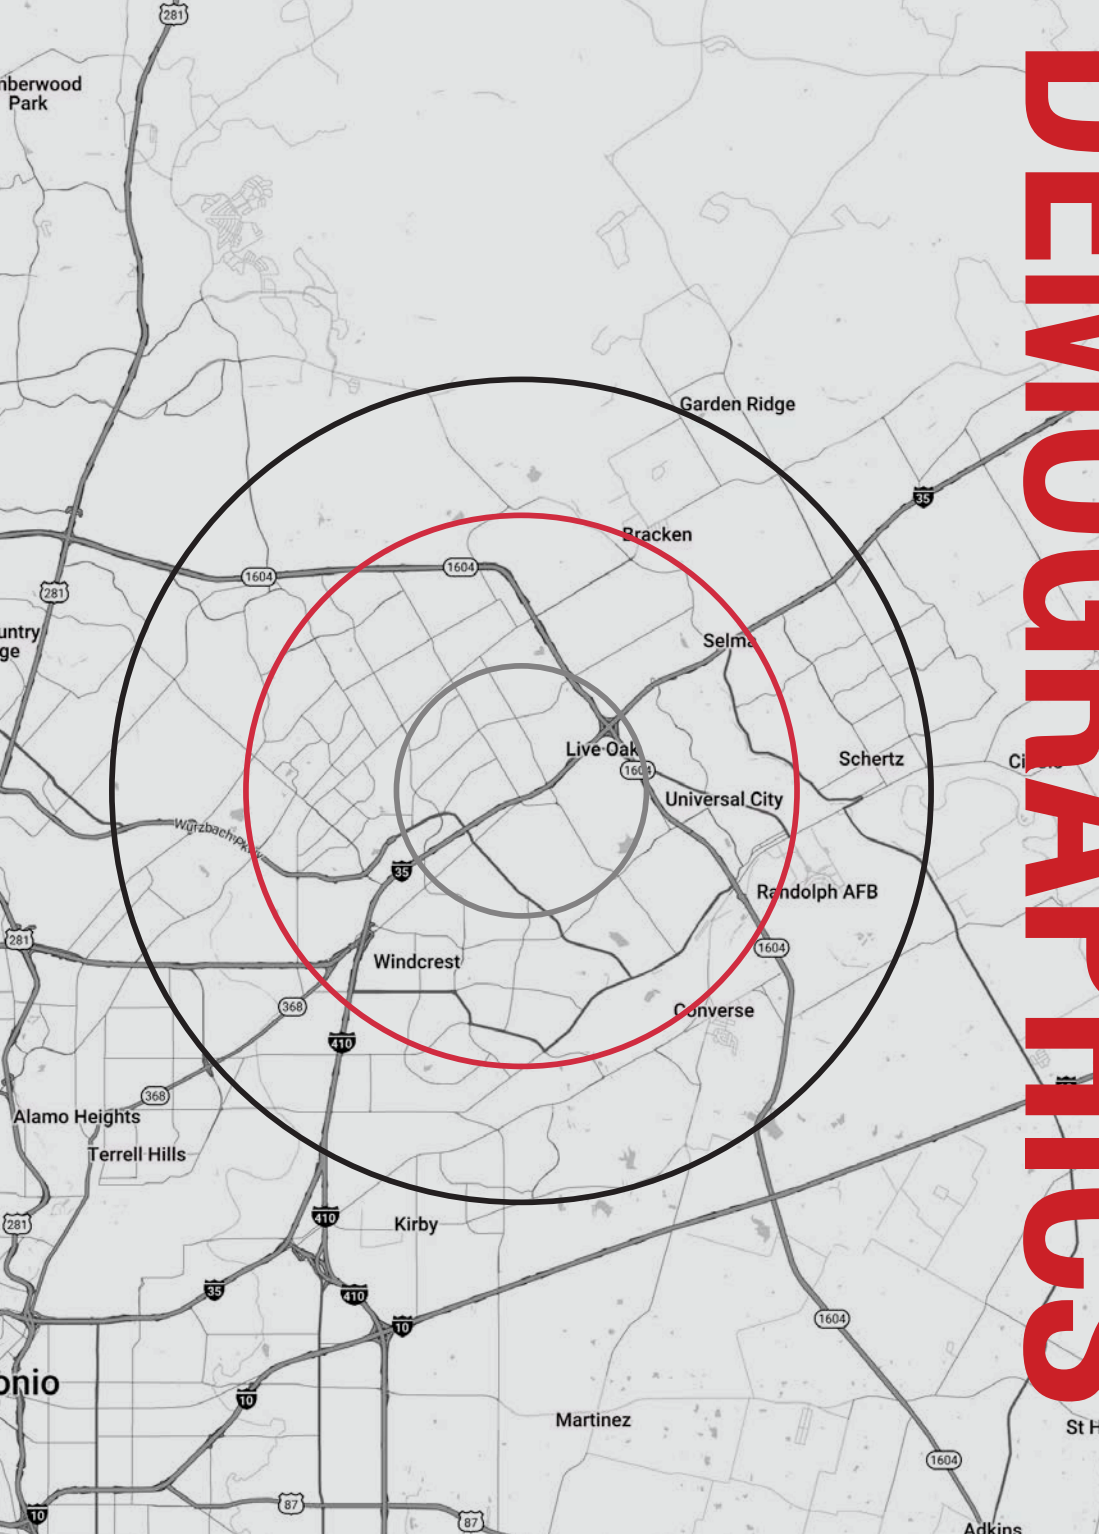 281
mberwood
Park
DEMOGRAPHICS
Garden Ridge
35
Bracken
1604
1604
281
untry
ge
Selma
Live Oak
1604
Schertz
Universal City
Wurzbach Pkwy
35
Randolph AFB
281
1604
Windcrest
368
Converse
410
368
Alamo Heights
Terrell Hills
410
281
Kirby
35
410
10
1604
onio
10
Martinez
St H
1604
87
10
87
Adkins